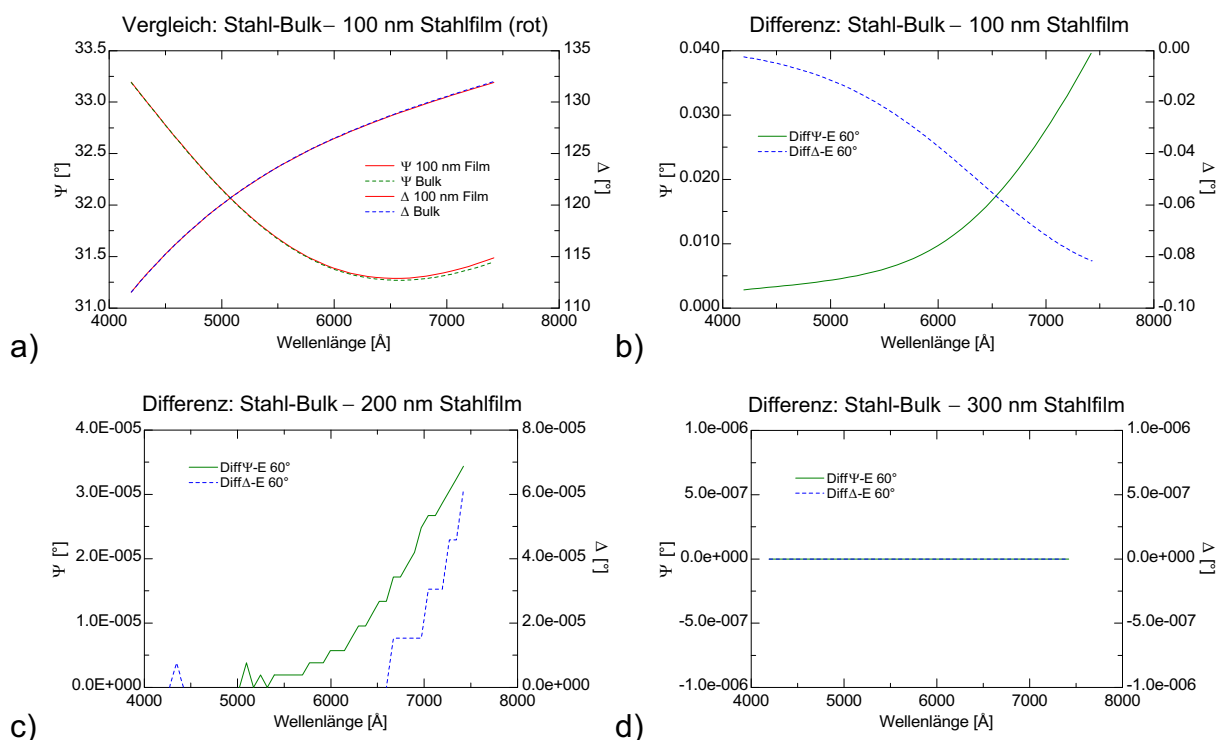 Vergleich: Stahl-Bulk– 100 nm Stahlfilm (rot)
33.5
33.0
32.5
32.0
31.5
31.0
Ψ [°]
135
130
125
120
115
110
Δ [°]
Ψ 100 nm Film
Ψ Bulk
Δ 100 nm Film
Δ Bulk
4000 5000 6000 7000 8000
Wellenlänge [Å]
a)
Differenz: Stahl-Bulk – 100 nm Stahlfilm
0.040
0.030
0.020
0.010
0.000
Ψ [°]
0.00
-0.02
-0.04
-0.06
-0.08
-0.10
Δ [°]
DiffΨ-E 60°
DiffΔ-E 60°
4000 5000 6000 7000 8000
Wellenlänge [Å]
b)
Differenz: Stahl-Bulk – 200 nm Stahlfilm
4.0E-005
3.0E-005
2.0E-005
1.0E-005
0.0E+000
Ψ [°]
8.0e-005
6.0e-005
4.0e-005
2.0e-005
0.0e+000
Δ [°]
DiffΨ-E 60°
DiffΔ-E 60°
4000 5000 6000 7000 8000
Wellenlänge [Å]
c)
Differenz: Stahl-Bulk – 300 nm Stahlfilm
1.0e-006
5.0e-007
0.0e+000
-5.0e-007
-1.0e-006
Ψ [°]
1.0e-006
5.0e-007
0.0e+000
-5.0e-007
-1.0e-006
Δ [°]
DiffΨ-E 60°
DiffΔ-E 60°
4000 5000 6000 7000 8000
Wellenlänge [Å]
d)